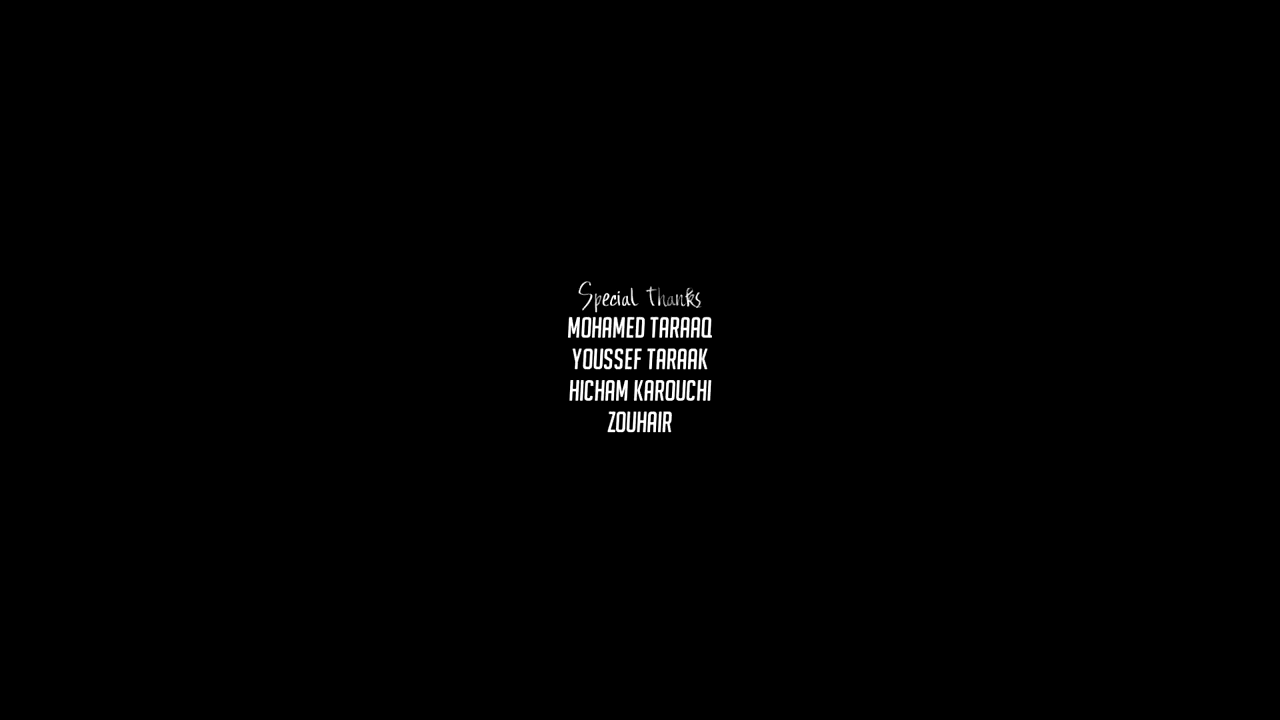 Special Thanks
MOHAMED TARAAQ
YOUSSEF TARAAK
HICHAM KAROUCHI
ZOUHAIR